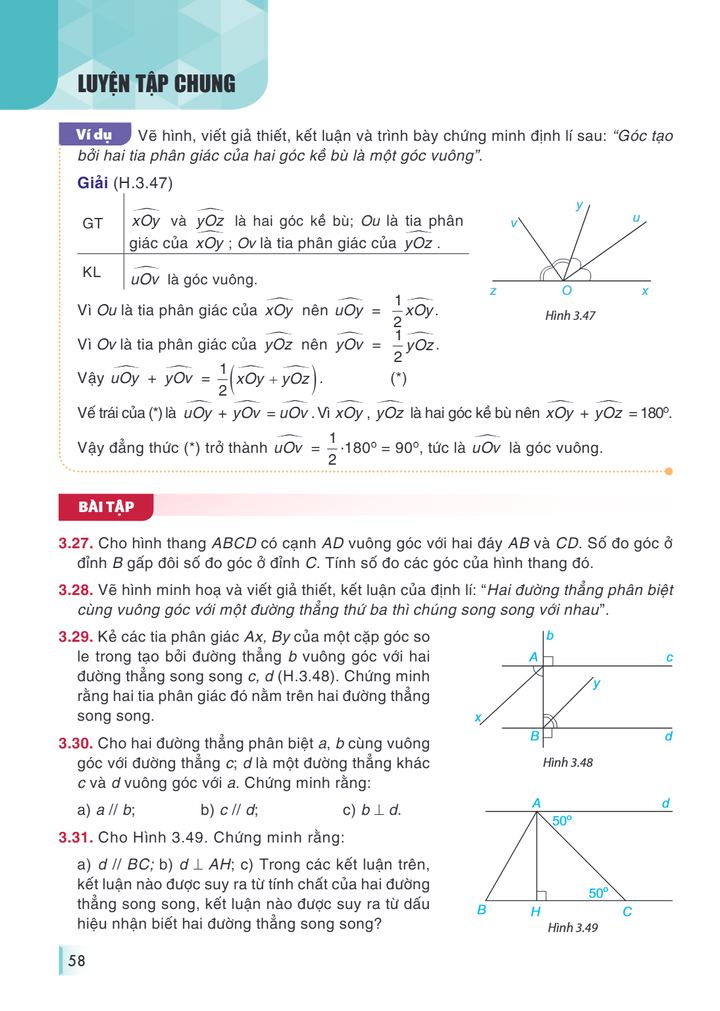 LUYỆN TẬP CHUNG
Ví dụ Vẽ hình, viết giả thiết, kết luận và trình bày chứng minh định lí sau: “Góc tạo
bởi hai tia phân giác của hai góc kề bù là một góc vuông”.
Giải (H.3.47)
GT
xOy và yOz là hai góc kề bù; Ou là tia phân
giác của xOy ; Ov là tia phân giác của yOz .
KL
uOv là góc vuông.
y
v
u
z
O
x
Hình 3.47
Vì Ou là tia phân giác của xOy nên uOy = 1/2 xOy.
Vì Ov là tia phân giác của yOz nên yOv = 1/2 yOz.
Vậy uOy + yOv = 1/2 (xOy + yOz). (*)
Vế trái của (*) là uOy + yOv = uOv. Vì xOy , yOz là hai góc kề bù nên xOy + yOz = 180º.
Vậy đẳng thức (*) trở thành uOv = 1/2 ·180º = 90º, tức là uOv là góc vuông.
BÀI TẬP
3.27. Cho hình thang ABCD có cạnh AD vuông góc với hai đáy AB và CD. Số đo góc ở
đỉnh B gấp đôi số đo góc ở đỉnh C. Tính số đo các góc của hình thang đó.
3.28. Vẽ hình minh hoạ và viết giả thiết, kết luận của định lí: “Hai đường thẳng phân biệt
cùng vuông góc với một đường thẳng thứ ba thì chúng song song với nhau”.
3.29. Kẻ các tia phân giác Ax, By của một cặp góc so
le trong tạo bởi đường thẳng b vuông góc với hai
đường thẳng song song c, d (H.3.48). Chứng minh
rằng hai tia phân giác đó nằm trên hai đường thẳng
song song.
b
A
c
y
x
B
d
Hình 3.48
3.30. Cho hai đường thẳng phân biệt a, b cùng vuông
góc với đường thẳng c; d là một đường thẳng khác
c và d vuông góc với a. Chứng minh rằng:
a) a // b; b) c // d; c) b ⊥ d.
3.31. Cho Hình 3.49. Chứng minh rằng:
a) d // BC; b) d ⊥ AH; c) Trong các kết luận trên,
kết luận nào được suy ra từ tính chất của hai đường
thẳng song song, kết luận nào được suy ra từ dấu
hiệu nhận biết hai đường thẳng song song?
A
d
50º
50º
B
H
C
Hình 3.49
58